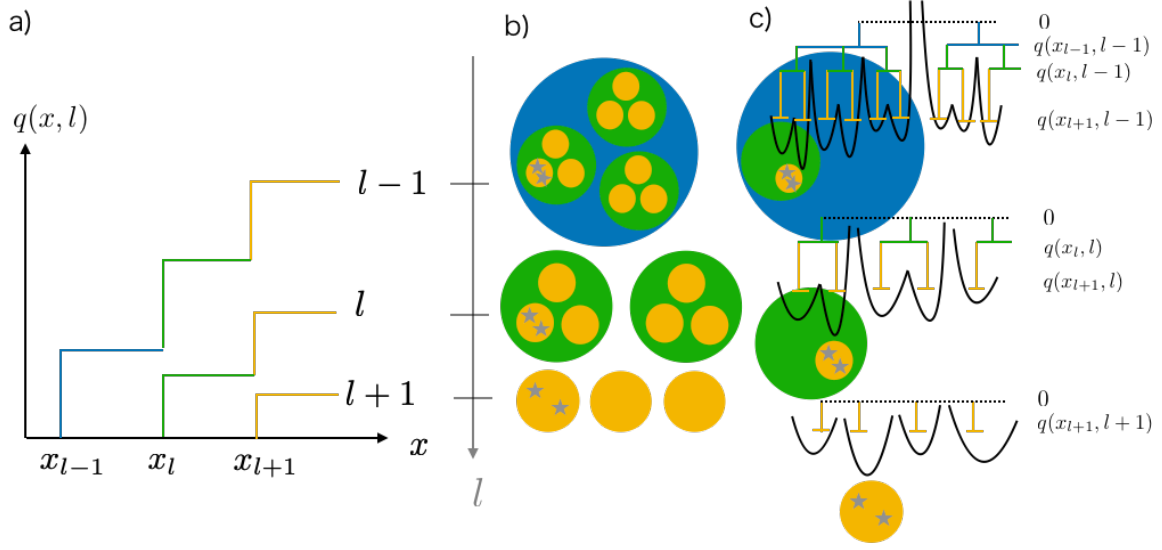 a)
q(x, l)
l − 1
l
l + 1
x_{l−1}
x_l
x_{l+1}
x
l
b)
c)
0
q(x_{l−1}, l − 1)
q(x_l, l − 1)
q(x_{l+1}, l − 1)
0
q(x_l, l)
q(x_{l+1}, l)
0
q(x_{l+1}, l + 1)